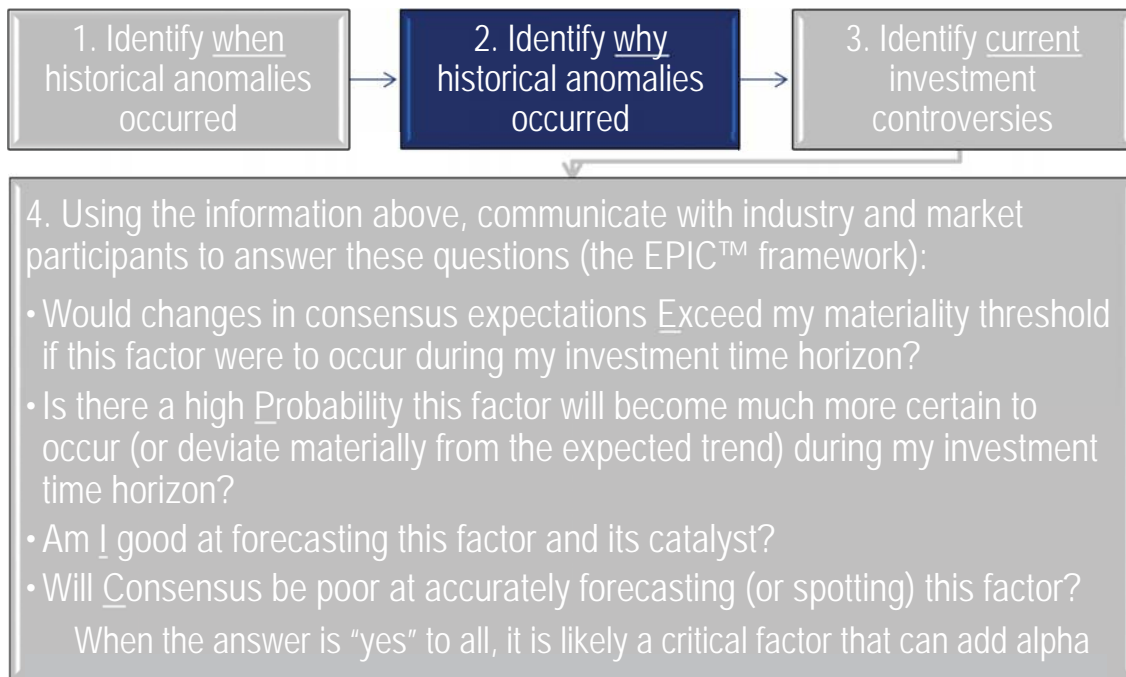 1. Identify when
historical anomalies
occurred
2. Identify why
historical anomalies
occurred
3. Identify current
investment
controversies
4. Using the information above, communicate with industry and market
participants to answer these questions (the EPIC™ framework):
• Would changes in consensus expectations Exceed my materiality threshold
if this factor were to occur during my investment time horizon?
• Is there a high Probability this factor will become much more certain to
occur (or deviate materially from the expected trend) during my investment
time horizon?
• Am I good at forecasting this factor and its catalyst?
• Will Consensus be poor at accurately forecasting (or spotting) this factor?
When the answer is “yes” to all, it is likely a critical factor that can add alpha